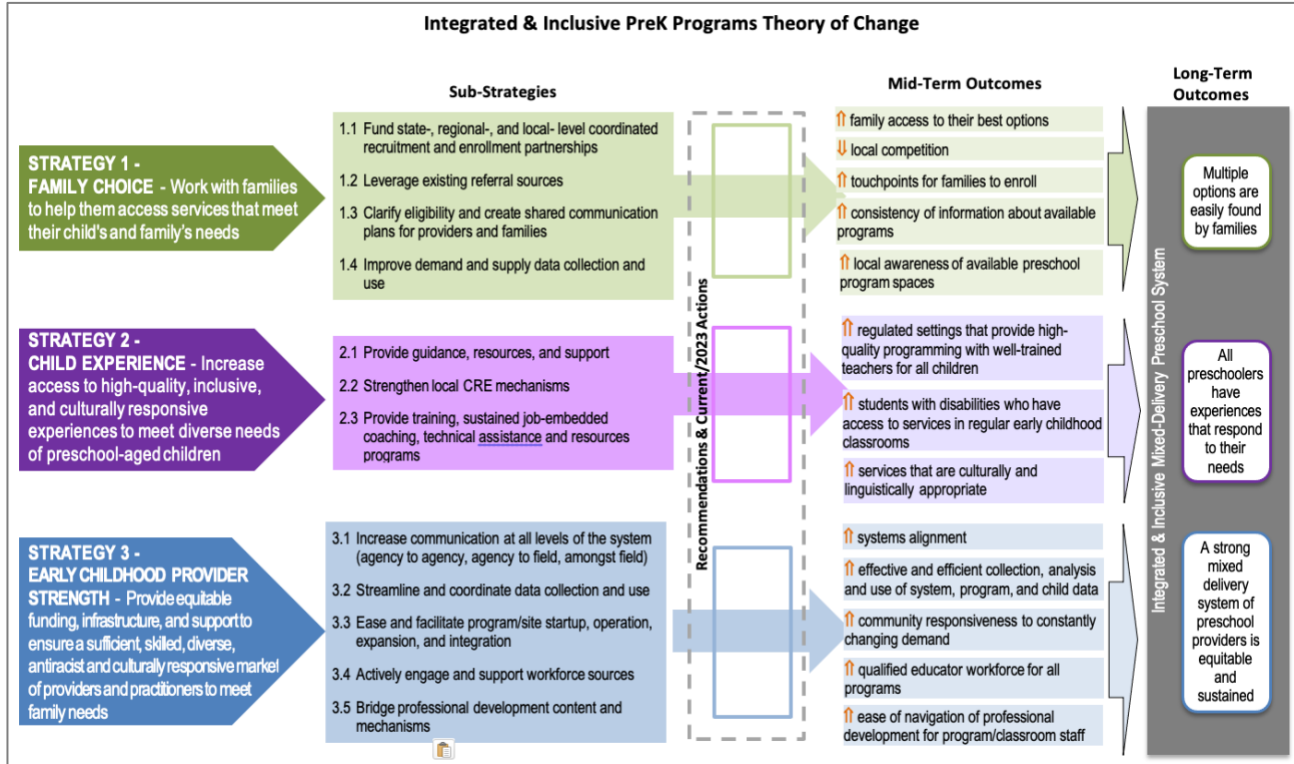 Integrated & Inclusive PreK Programs Theory of Change
Sub-Strategies
Mid-Term Outcomes
Long-Term
Outcomes
STRATEGY 1 -
FAMILY CHOICE - Work with families
to help them access services that meet
their child's and family's needs
1.1 Fund state-, regional-, and local- level coordinated
recruitment and enrollment partnerships
1.2 Leverage existing referral sources
1.3 Clarify eligibility and create shared communication
plans for providers and families
1.4 Improve demand and supply data collection and
use
⇑ family access to their best options
⇓ local competition
⇑ touchpoints for families to enroll
⇑ consistency of information about available
programs
⇑ local awareness of available preschool
program spaces
Multiple
options are
easily found
by families
STRATEGY 2 -
CHILD EXPERIENCE - Increase
access to high-quality, inclusive,
and culturally responsive
experiences to meet diverse needs
of preschool-aged children
2.1 Provide guidance, resources, and support
2.2 Strengthen local CRE mechanisms
2.3 Provide training, sustained job-embedded
coaching, technical assistance and resources
programs
Recommendations & Current/2023 Actions
⇑ regulated settings that provide high-
quality programming with well-trained
teachers for all children
⇑ students with disabilities who have
access to services in regular early childhood
classrooms
⇑ services that are culturally and
linguistically appropriate
Integrated & Inclusive Mixed-Delivery Preschool System
All
preschoolers
have
experiences
that respond
to their
needs
STRATEGY 3 -
EARLY CHILDHOOD PROVIDER
STRENGTH - Provide equitable
funding, infrastructure, and support to
ensure a sufficient, skilled, diverse,
antiracist and culturally responsive market
of providers and practitioners to meet
family needs
3.1 Increase communication at all levels of the system
(agency to agency, agency to field, amongst field)
3.2 Streamline and coordinate data collection and use
3.3 Ease and facilitate program/site startup, operation,
expansion, and integration
3.4 Actively engage and support workforce sources
3.5 Bridge professional development content and
mechanisms
⇑ systems alignment
⇑ effective and efficient collection, analysis
and use of system, program, and child data
⇑ community responsiveness to constantly
changing demand
⇑ qualified educator workforce for all
programs
⇑ ease of navigation of professional
development for program/classroom staff
A strong
mixed
delivery
system of
preschool
providers is
equitable
and
sustained